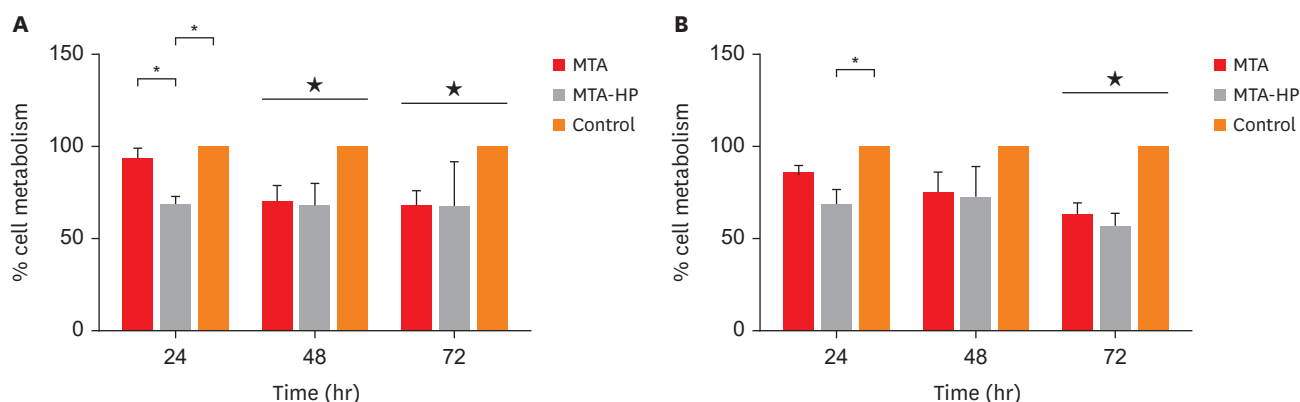 A
% cell metabolism
150
100
50
0
*
*
★
★
24
48
72
Time (hr)
MTA
MTA-HP
Control
B
% cell metabolism
150
100
50
0
*
★
24
48
72
Time (hr)
MTA
MTA-HP
Control